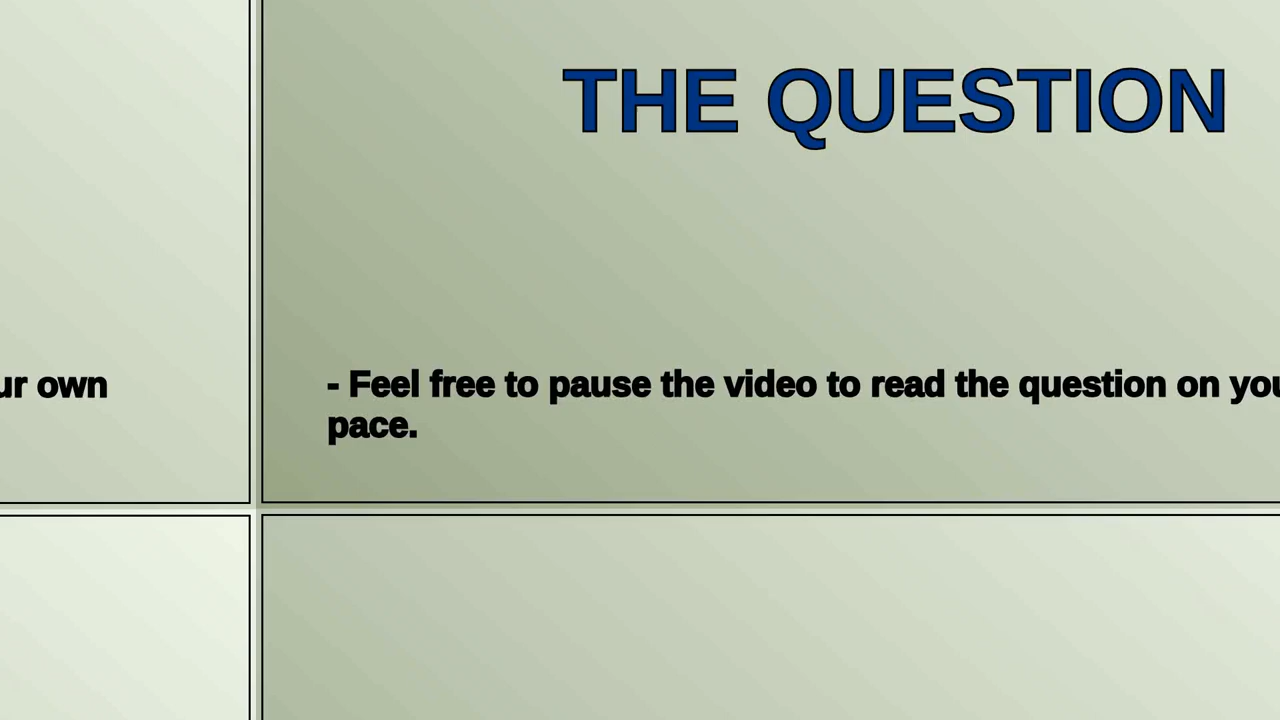 THE QUESTION
ur own
- Feel free to pause the video to read the question on you
pace.